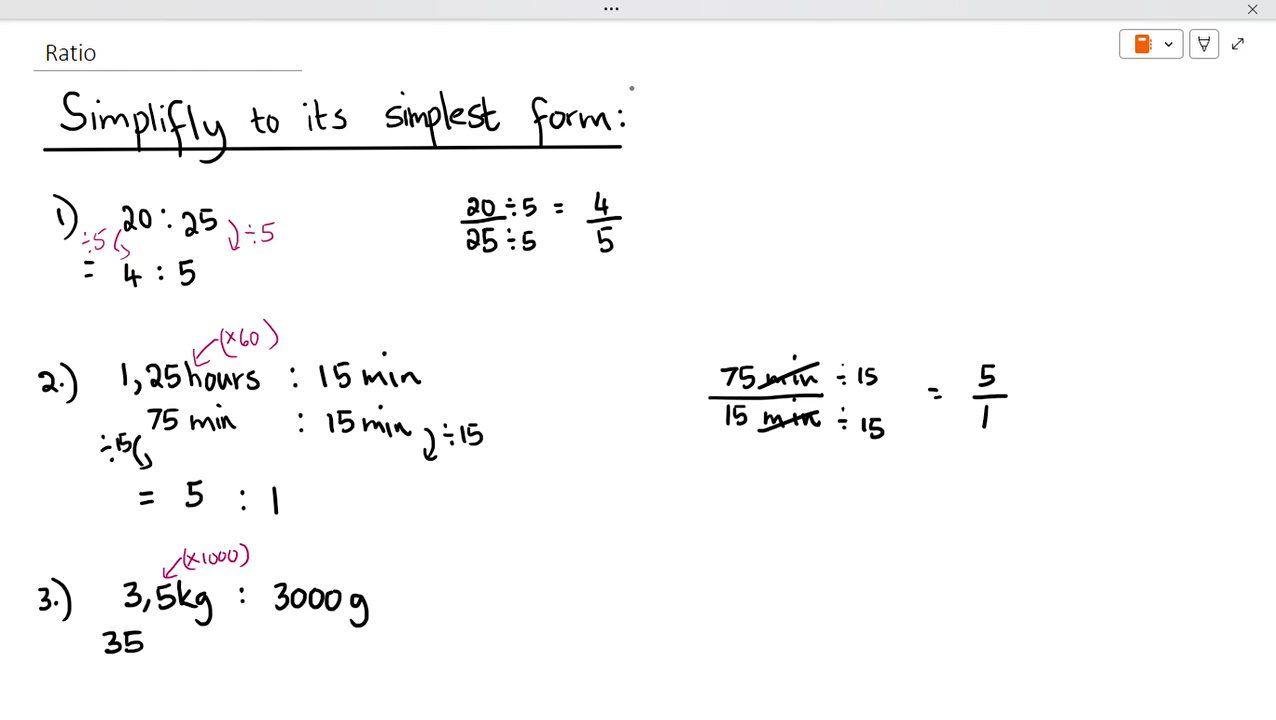 Ratio
Simplifly to its simplest form:
1) 20 : 25
÷5 ÷5
= 4 : 5
20 ÷ 5 = 4
25 ÷ 5 5
(×60)
2.) 1,25 hours : 15 min
75 min : 15 min
÷15 ÷15
= 5 : 1
75 min ÷ 15 = 5
15 min ÷ 15 1
(×1000)
3.) 3,5kg : 3000 g
35